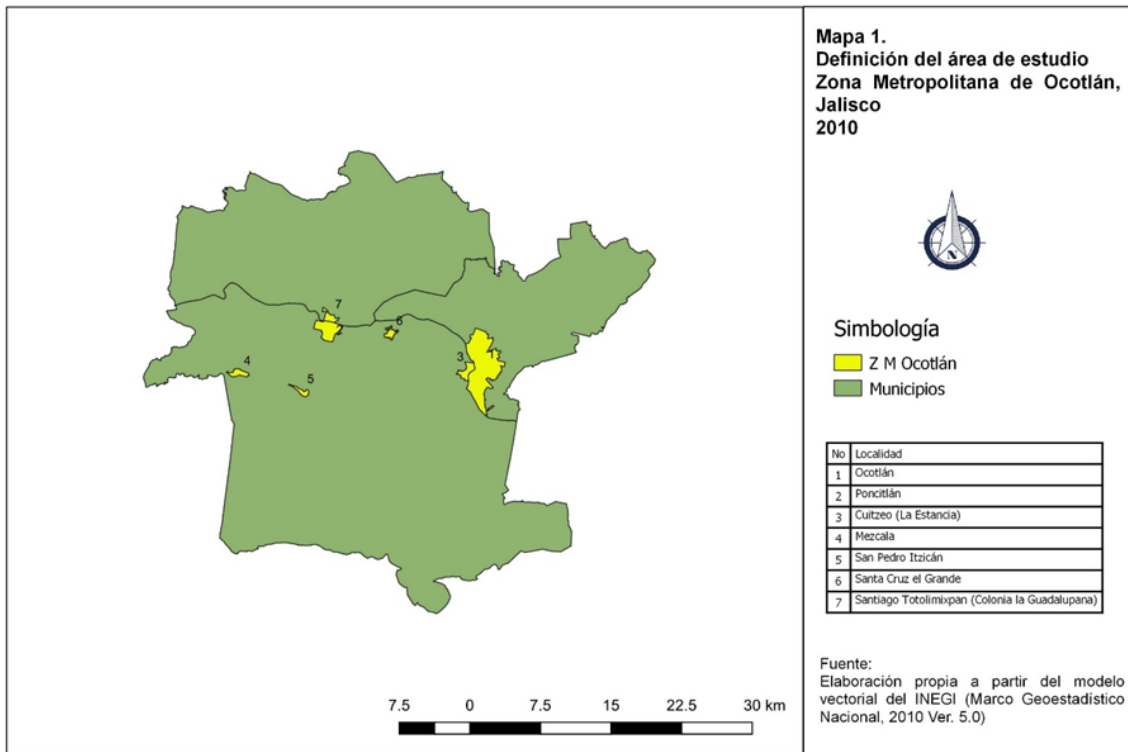 Mapa 1.
Definición del área de estudio
Zona Metropolitana de Ocotlán,
Jalisco
2010
N
Simbología
Z M Ocotlán
Municipios
No Localidad
1 Ocotlán
2 Poncitlán
3 Cuitzeo (La Estancia)
4 Mezcala
5 San Pedro Itzicán
6 Santa Cruz el Grande
7 Santiago Totolimixpan (Colonia la Guadalupana)
Fuente:
Elaboración propia a partir del modelo
vectorial del INEGI (Marco Geoestadístico
Nacional, 2010 Ver. 5.0)
7
2
6
3
1
4
5
7.5 0 7.5 15 22.5 30 km